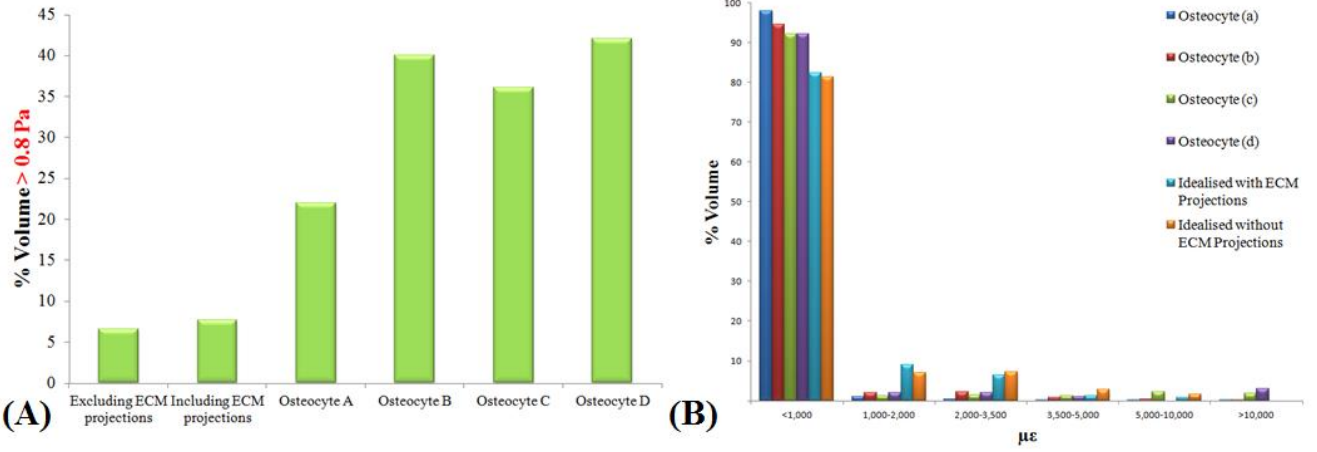 45
40
35
30
25
20
15
10
5
0
% Volume > 0.8 Pa
Excluding ECM projections
Including ECM projections
Osteocyte A
Osteocyte B
Osteocyte C
Osteocyte D
(A)
100
90
80
70
60
50
40
30
20
10
% Volume
<1,000
1,000-2,000
2,000-3,500
3,500-5,000
5,000-10,000
>10,000
με
Osteocyte (a)
Osteocyte (b)
Osteocyte (c)
Osteocyte (d)
Idealised with ECM
Projections
Idealised without
ECM Projections
(B)